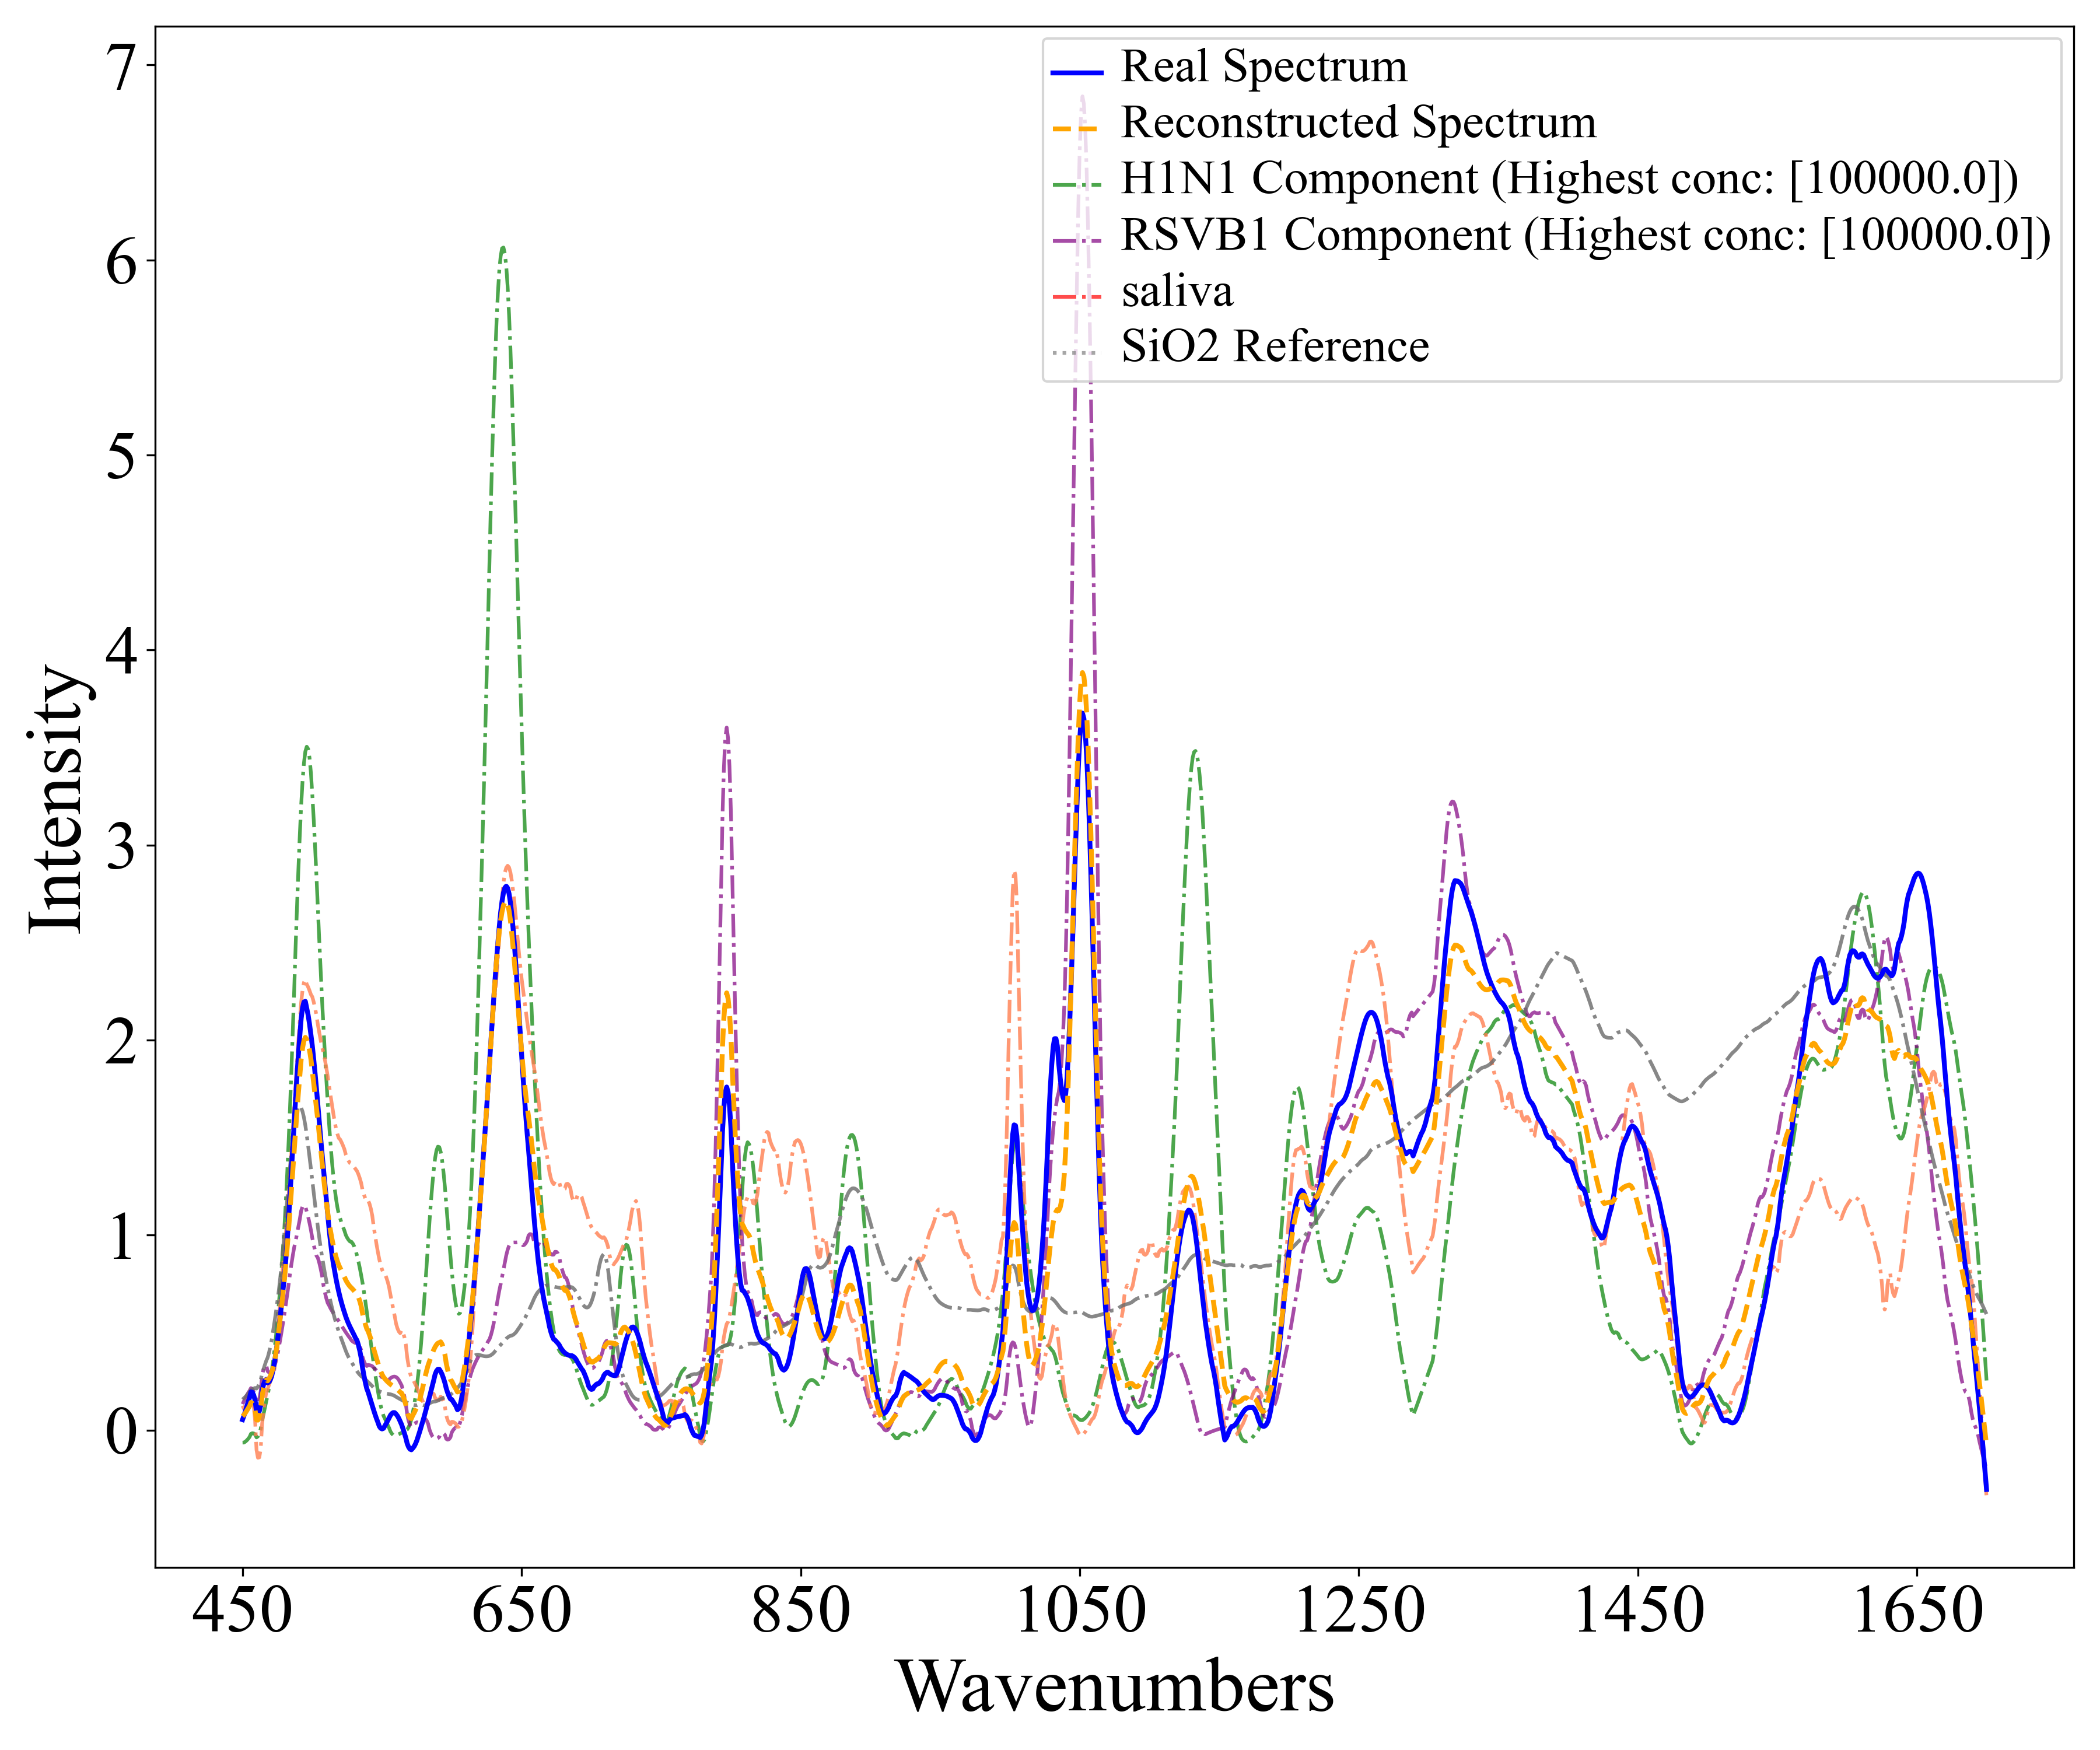 Real Spectrum
Reconstructed Spectrum
H1N1 Component (Highest conc: [100000.0])
RSVB1 Component (Highest conc: [100000.0])
saliva
SiO2 Reference
7
6
5
4
3
2
1
0
Intensity
450 650 850 1050 1250 1450 1650
Wavenumbers